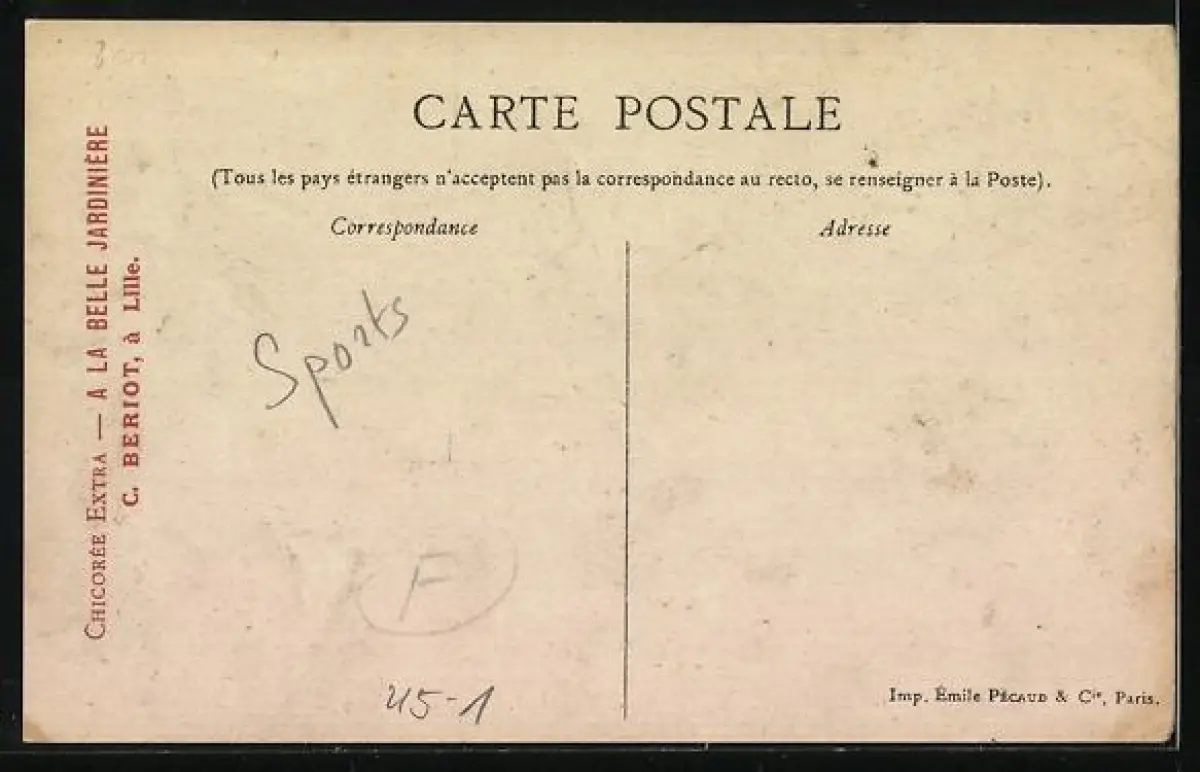 CARTE POSTALE
(Tous les pays étrangers n'acceptent pas la correspondance au recto, se renseigner à la Poste).
Correspondance
Adresse
CHICORÉE EXTRA — A LA BELLE JARDINIÈRE
C. BERIOT, à Lille.
Sports
F
45-1
Imp. Émile PÉCAUD & Cie, Paris.